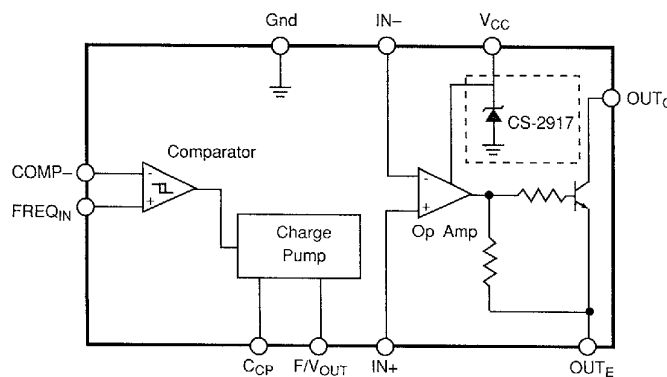 Gnd
IN–
VCC
CS-2917
OUTC
Comparator
COMP–
-
-
FREQIN
+
+
Op Amp
Charge
Pump
CCP
F/VOUT
IN+
OUTE